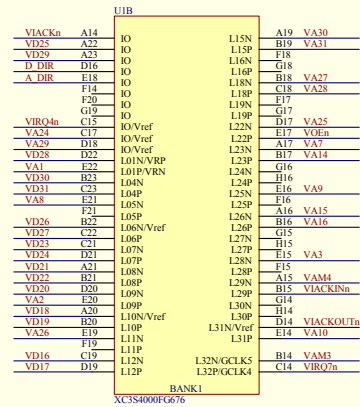 U1B
VIACKn A14 IO L15N A19 VA30
VD25 A22 IO L15P B19 VA31
VD29 A23 IO L16N F18
D_DIR D16 IO L16P G18
A_DIR E18 IO L18N B18 VA27
F14 IO L18P C18 VA28
F20 IO L19N F17
G19 IO L19P G17
VIRQ4n C15 IO/Vref L22N D17 VA25
VA24 C17 IO/Vref L22P E17 VOEn
VA29 D18 IO/Vref L23N A17 VA7
VD28 D22 L01N/VRP L23P B17 VA14
VA1 E22 L01P/VRN L24N G16
VD30 B23 L04N L24P H16
VD31 C23 L04P L25N E16 VA9
VA8 E21 L05N L25P F16
F21 L05P L26N A16 VA15
VD26 B22 L06N/Vref L26P B16 VA16
VD27 C22 L06P L27N G15
VD23 C21 L07N L27P H15
VD24 D21 L07P L28N E15 VA3
VD21 A21 L08N L28P F15
VD22 B21 L08P L29N A15 VAM4
VD20 D20 L09N L29P B15 VIACKINn
VA2 E20 L09P L30N G14
VD18 A20 L10N/Vref L30P H14
VD19 B20 L10P L31N/Vref D14 VIACKOUTn
VA26 E19 L11N L31P E14 VA10
F19 L11P
VD16 C19 L12N L32N/GCLK5 B14 VAM3
VD17 D19 L12P L32P/GCLK4 C14 VIRQ7n
BANK1
XC3S4000FG676